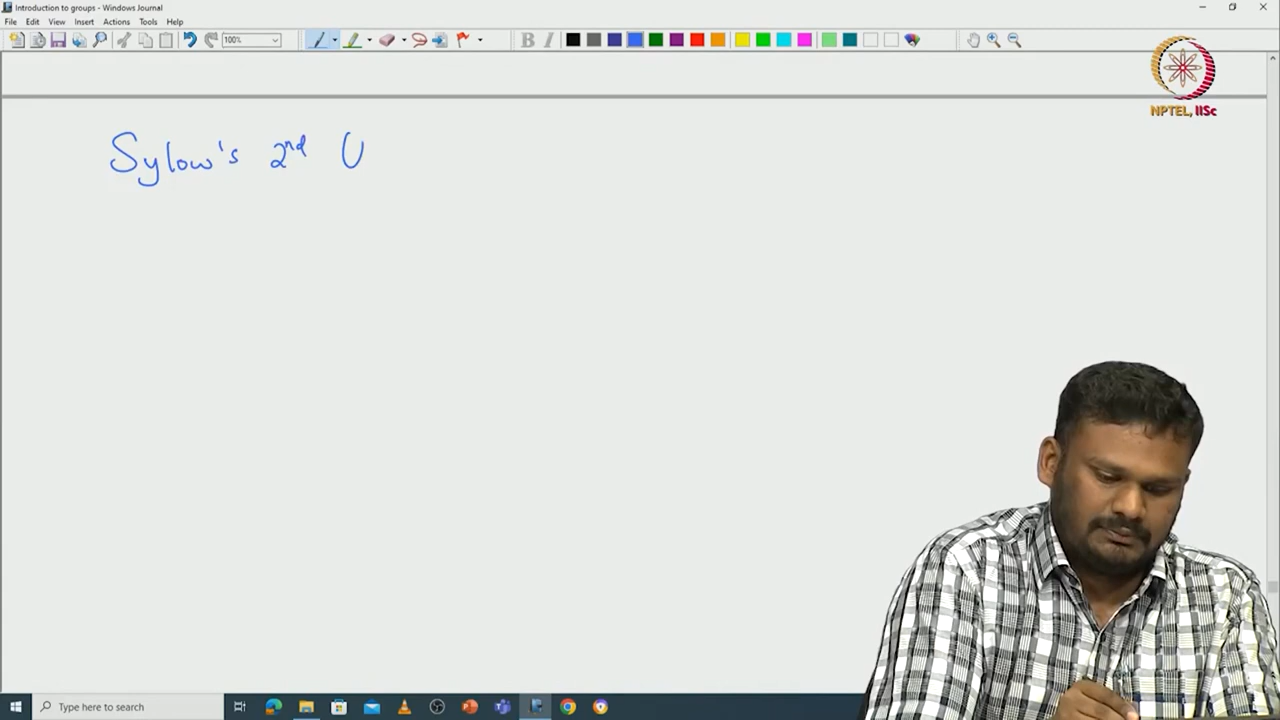 Introduction to groups - Windows Journal
File Edit View Insert Actions Tools Help
100%
B I
NPTEL, IISc
Sylow's 2nd
Type here to search